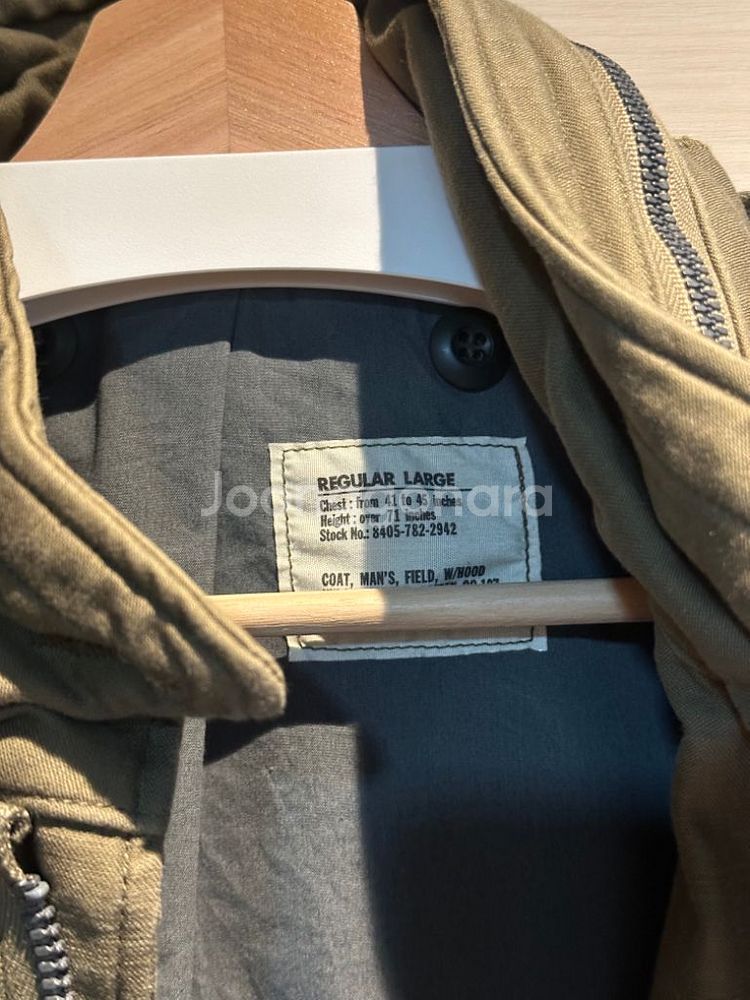 REGULAR LARGE
Chest: from 41 to 45 inches
Height: over 71 inches
Stock No.: 8405-782-2942
COAT, MAN'S, FIELD, W/HOOD
107